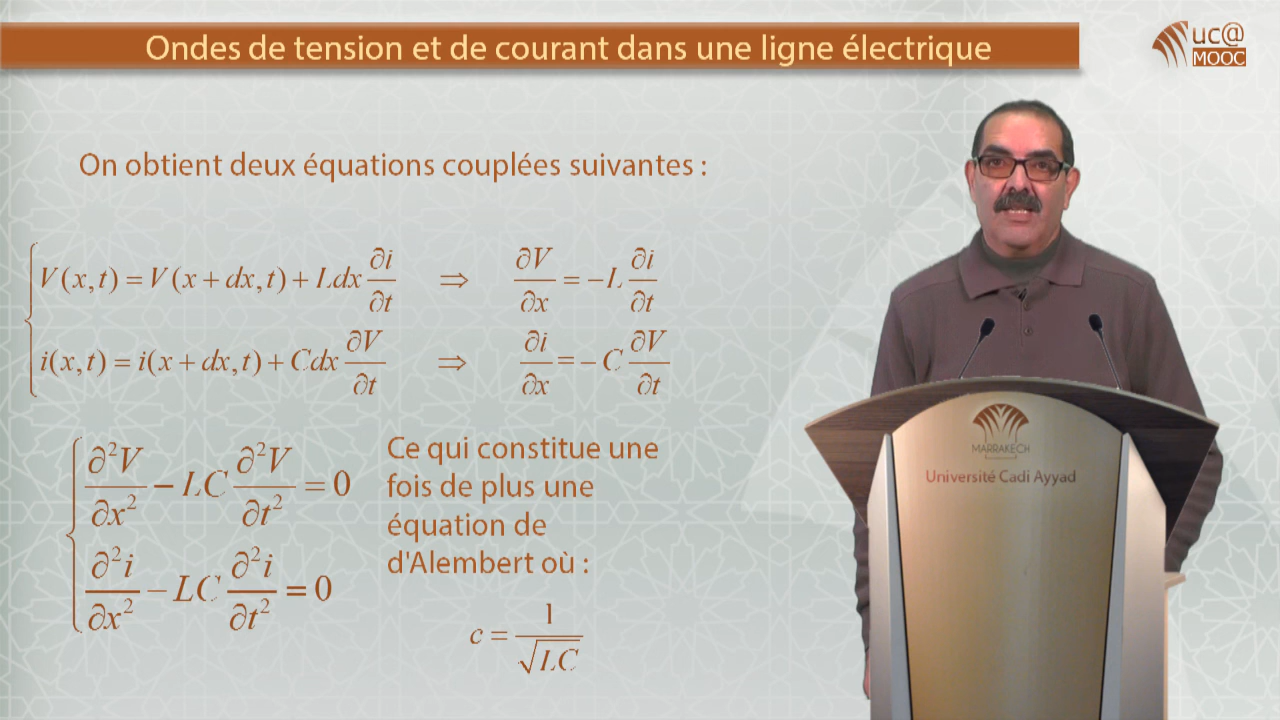 Ondes de tension et de courant dans une ligne électrique
uc@
MOOC
On obtient deux équations couplées suivantes :
V(x,t) = V(x + dx,t) + Ldx ∂i/∂t ⇒ ∂V/∂x = −L ∂i/∂t
i(x,t) = i(x + dx,t) + Cdx ∂V/∂t ⇒ ∂i/∂x = − C ∂V/∂t
∂²V/∂x² − LC ∂²V/∂t² = 0
∂²i/∂x² − LC ∂²i/∂t² = 0
Ce qui constitue une
fois de plus une
équation de
d'Alembert où :
c = 1/√LC
MARRAKECH
Université Cadi Ayyad